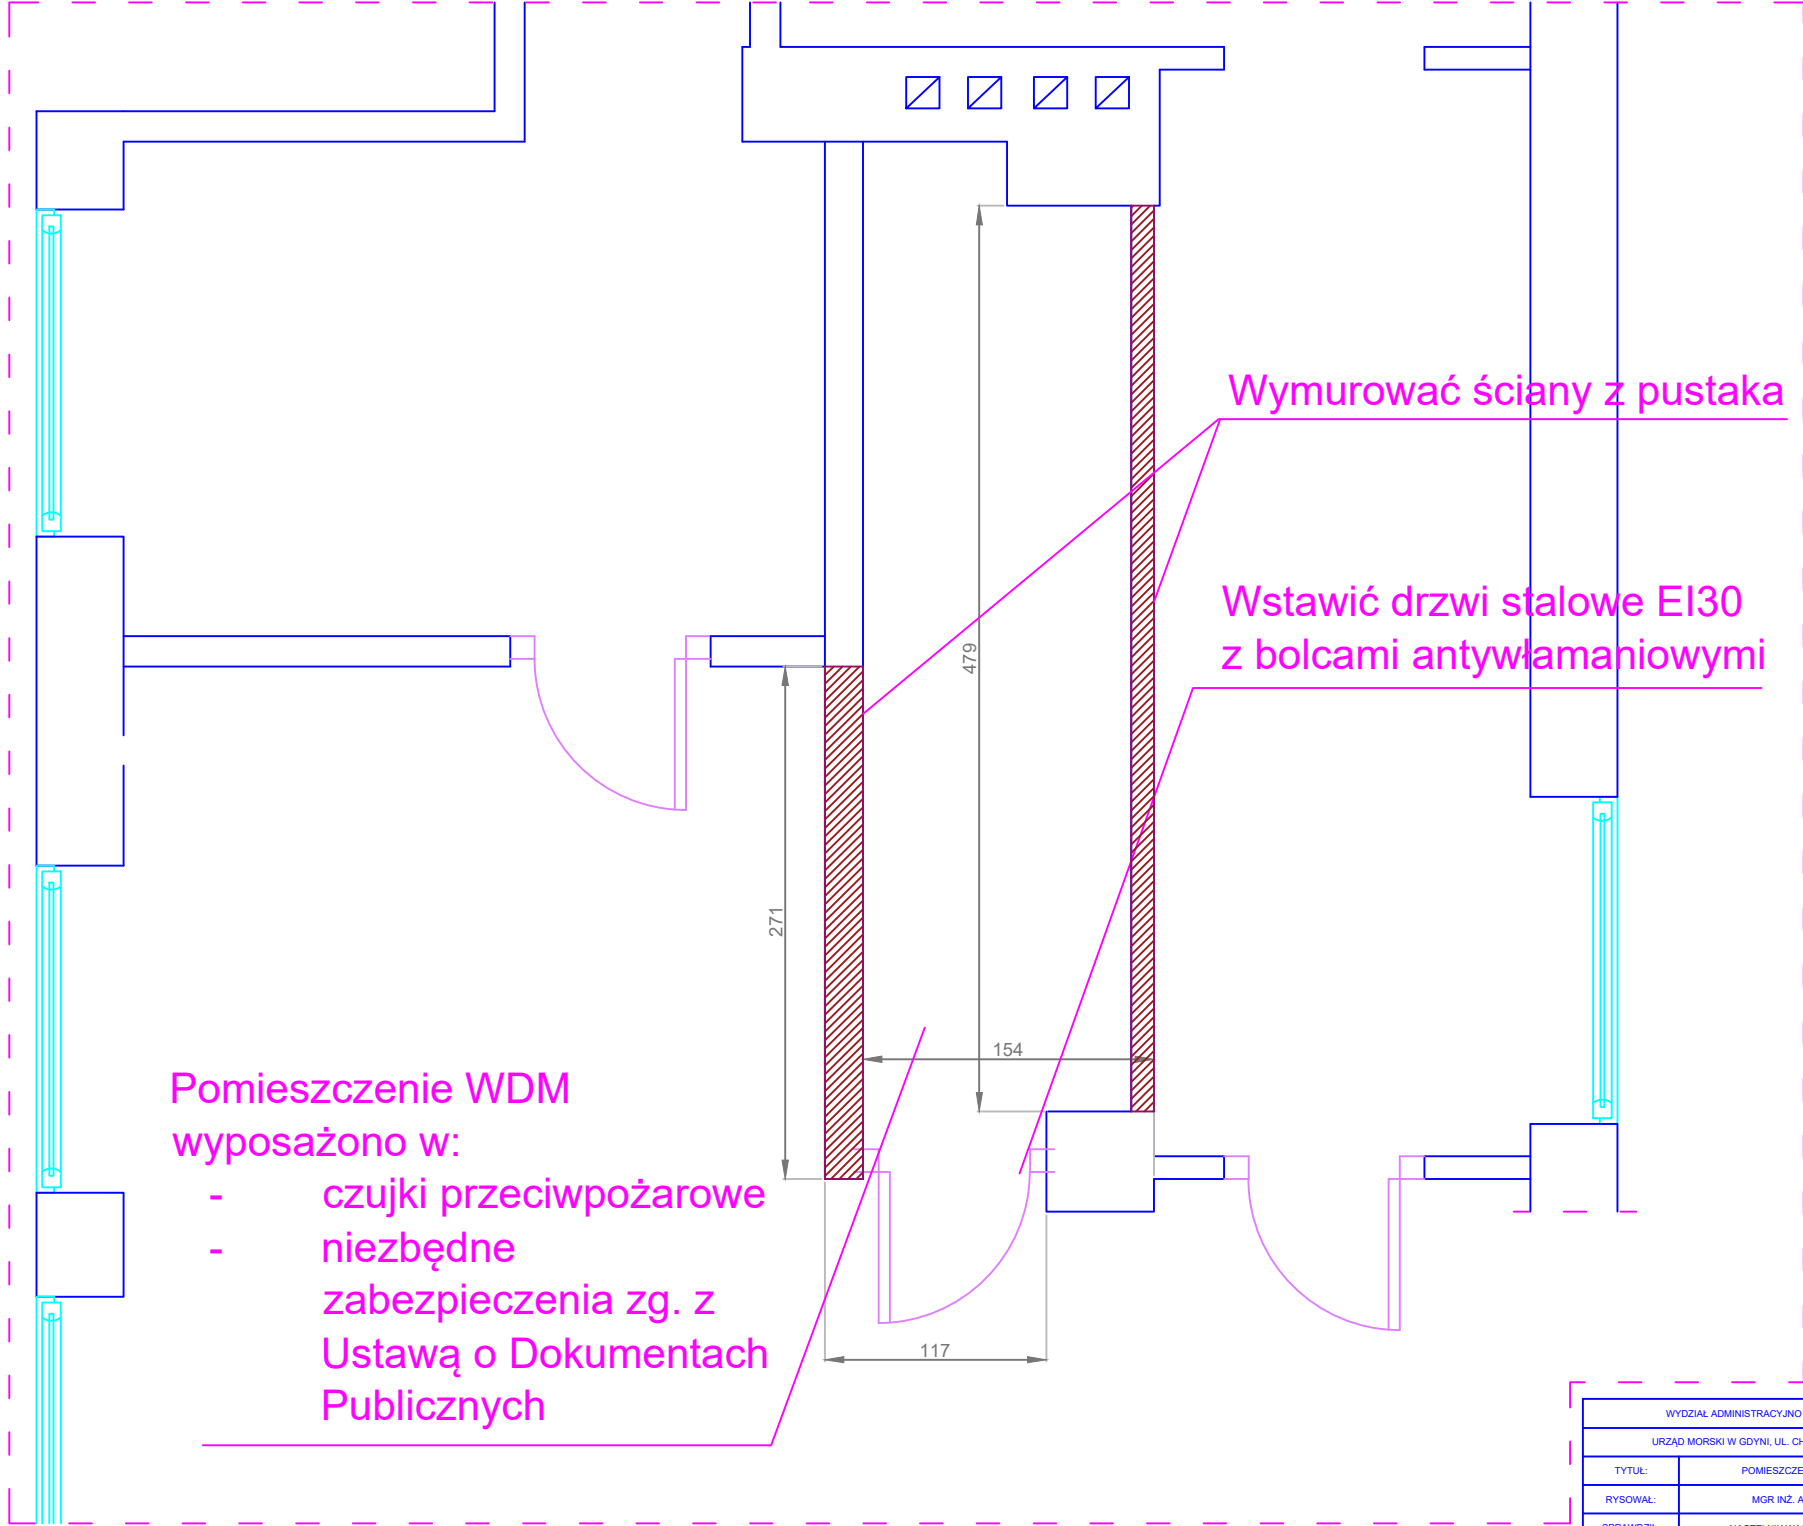 Wymurować ściany z pustaka
Wstawić drzwi stalowe EI30
z bolcami antywłamaniowymi
479
271
154
Pomieszczenie WDM
wyposażono w:
- czujki przeciwpożarowe
- niezbędne
zabezpieczenia zg. z
Ustawą o Dokumentach
Publicznych
117
WYDZIAŁ ADMINISTRACYJNO
URZĄD MORSKI W GDYNI, UL. CH
TYTUŁ: POMIESZCZE
RYSOWAŁ: MGR INŻ. A